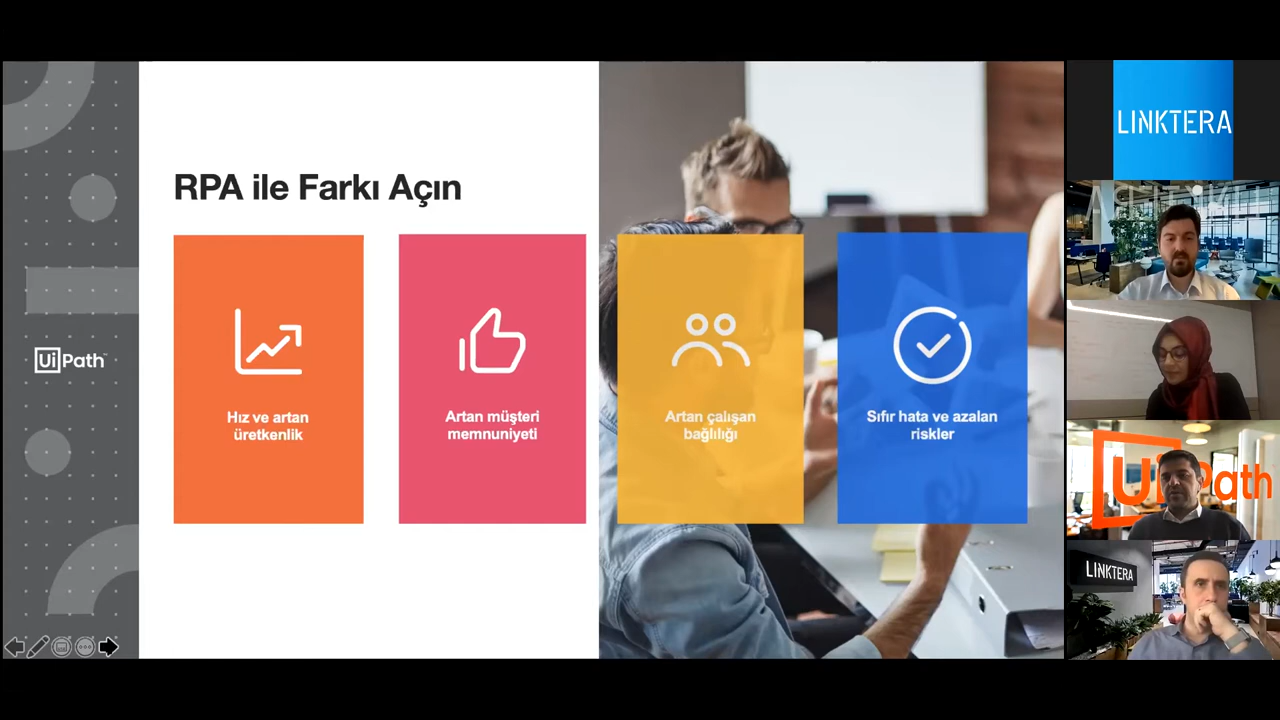 RPA ile Farkı Açın
Hız ve artan
üretkenlik
Artan müşteri
memnuniyeti
Artan çalışan
bağlılığı
Sıfır hata ve azalan
riskler
UiPath
LINKTERA
UiPath
LINKTERA